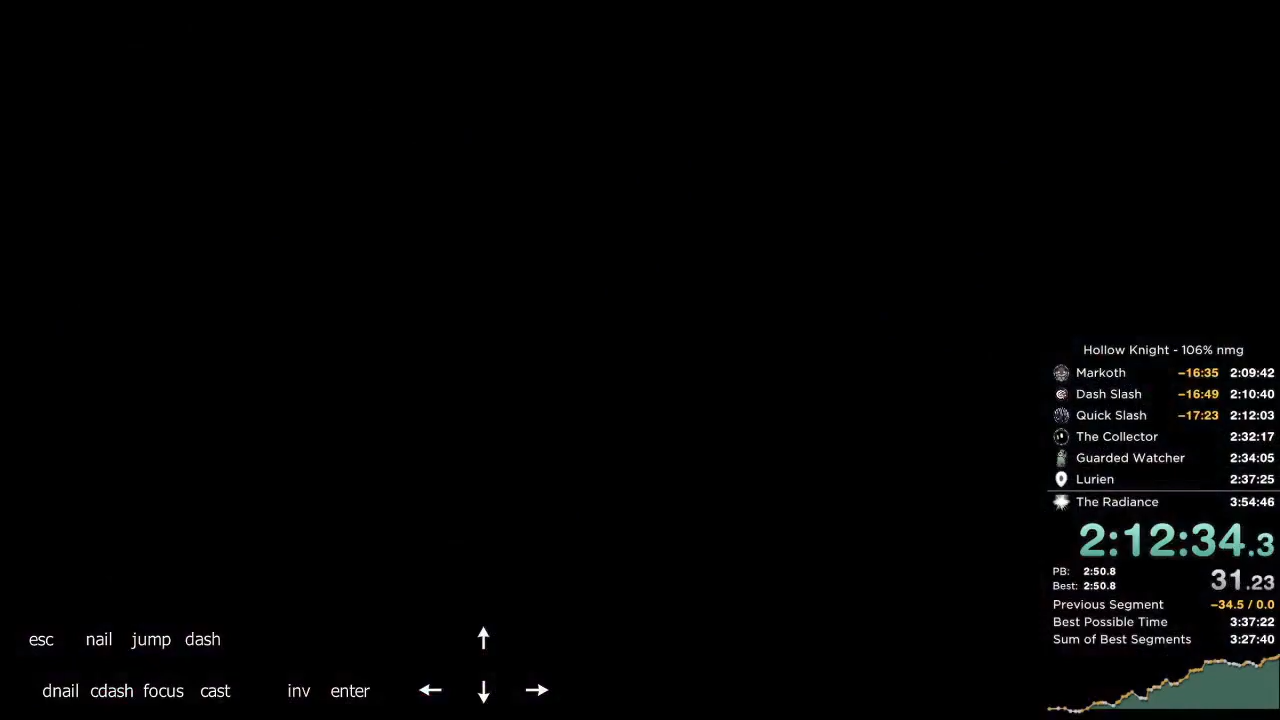 Hollow Knight - 106% nmg
Markoth −16:35 2:09:42
Dash Slash −16:49 2:10:40
Quick Slash −17:23 2:12:03
The Collector 2:32:17
Guarded Watcher 2:34:05
Lurien 2:37:25
The Radiance 3:54:46
2:12:34.3
PB: 2:50.8
Best: 2:50.8
31.23
Previous Segment −34.5 / 0.0
Best Possible Time 3:37:22
Sum of Best Segments 3:27:40
esc nail jump dash ↑
dnail cdash focus cast inv enter ← ↓ →